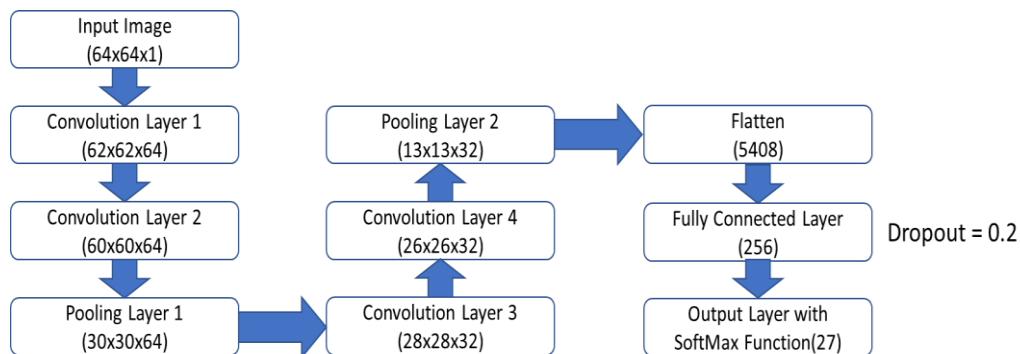 Input Image
(64x64x1)
Convolution Layer 1
(62x62x64)
Convolution Layer 2
(60x60x64)
Pooling Layer 1
(30x30x64)
Convolution Layer 3
(28x28x32)
Convolution Layer 4
(26x26x32)
Pooling Layer 2
(13x13x32)
Flatten
(5408)
Fully Connected Layer
(256)
Dropout = 0.2
Output Layer with
SoftMax Function(27)